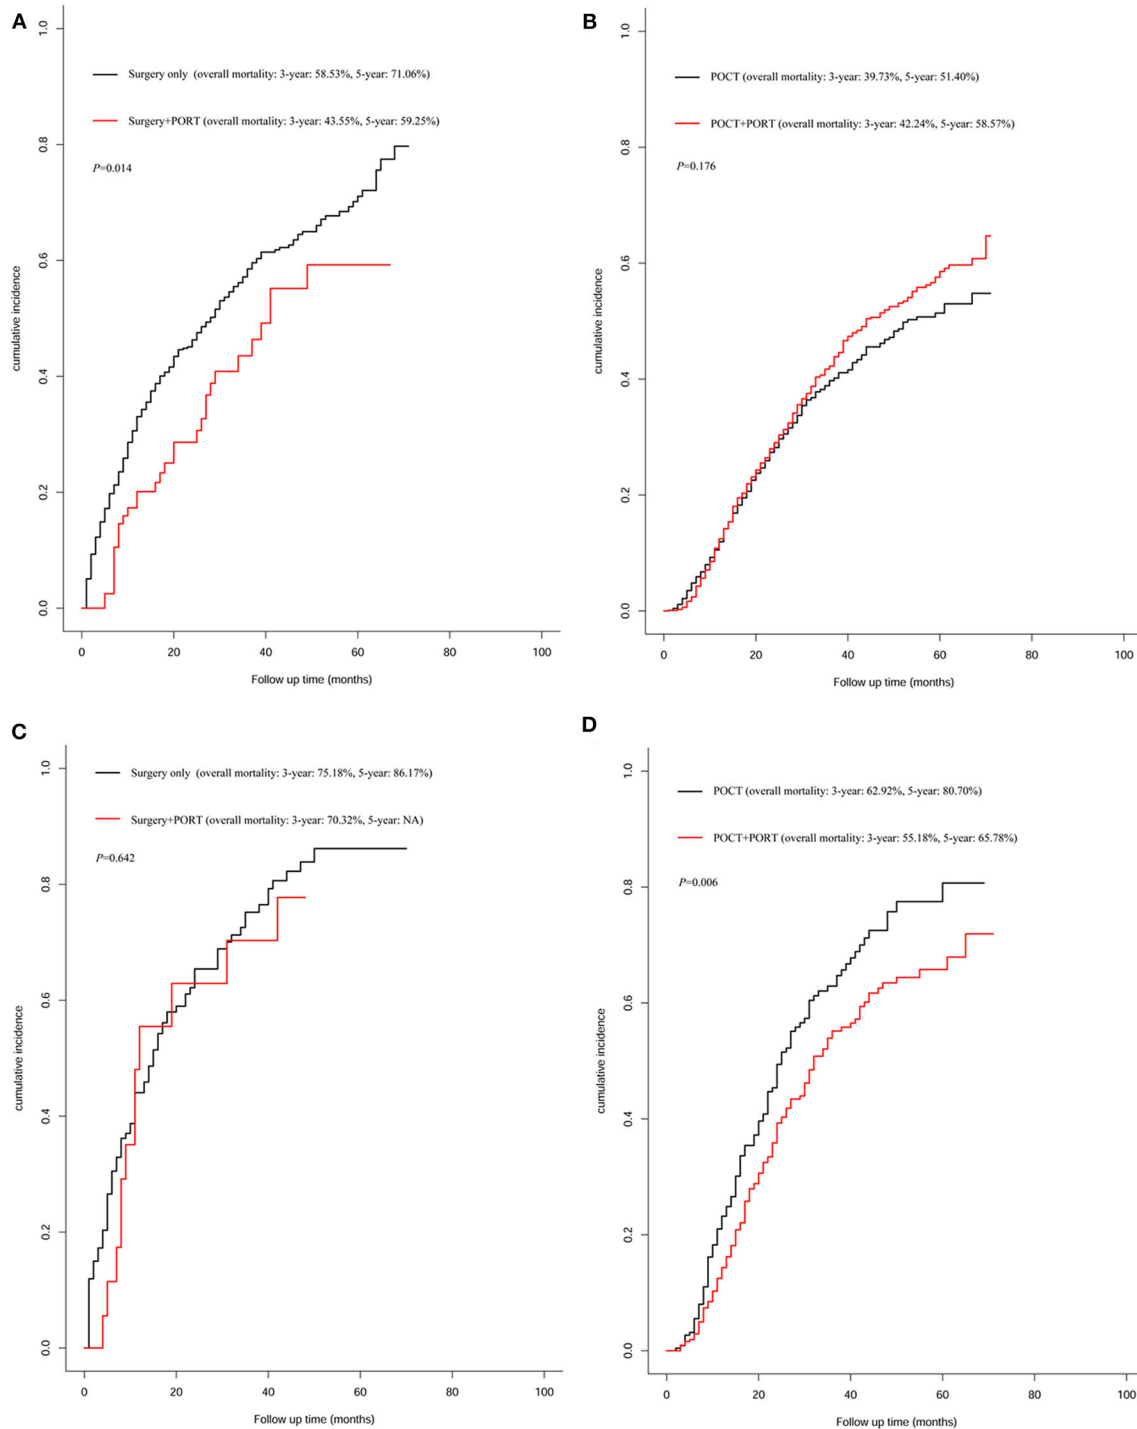 A
1.0
Surgery only (overall mortality: 3-year: 58.53%, 5-year: 71.06%)
Surgery+PORT (overall mortality: 3-year: 43.55%, 5-year: 59.25%)
P=0.014
0.8
0.6
0.4
0.2
0.0
cumulative incidence
0 20 40 60 80 100
Follow up time (months)
B
1.0
POCT (overall mortality: 3-year: 39.73%, 5-year: 51.40%)
POCT+PORT (overall mortality: 3-year: 42.24%, 5-year: 58.57%)
P=0.176
0.8
0.6
0.4
0.2
0.0
cumulative incidence
0 20 40 60 80 100
Follow up time (months)
C
1.0
Surgery only (overall mortality: 3-year: 75.18%, 5-year: 86.17%)
Surgery+PORT (overall mortality: 3-year: 70.32%, 5-year: NA)
P=0.642
0.8
0.6
0.4
0.2
0.0
cumulative incidence
0 20 40 60 80 100
Follow up time (months)
D
1.0
POCT (overall mortality: 3-year: 62.92%, 5-year: 80.70%)
POCT+PORT (overall mortality: 3-year: 55.18%, 5-year: 65.78%)
P=0.006
0.8
0.6
0.4
0.2
0.0
cumulative incidence
0 20 40 60 80 100
Follow up time (months)